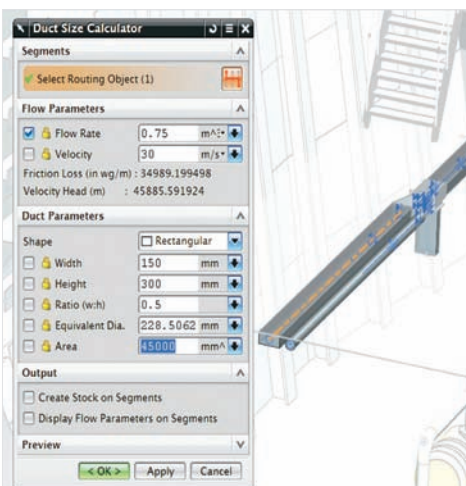 Duct Size Calculator
Segments
Select Routing Object (1)
Flow Parameters
Flow Rate 0.75
Velocity 30 m/s
Friction Loss (in wg/m) : 34989.199498
Velocity Head (m) : 45885.591924
Duct Parameters
Shape Rectangular
Width 150 mm
Height 300 mm
Ratio (w:h) 0.5
Equivalent Dia. 228.5062 mm
Area 45000 mm^
Output
Create Stock on Segments
Display Flow Parameters on Segments
Preview
< OK > Apply Cancel